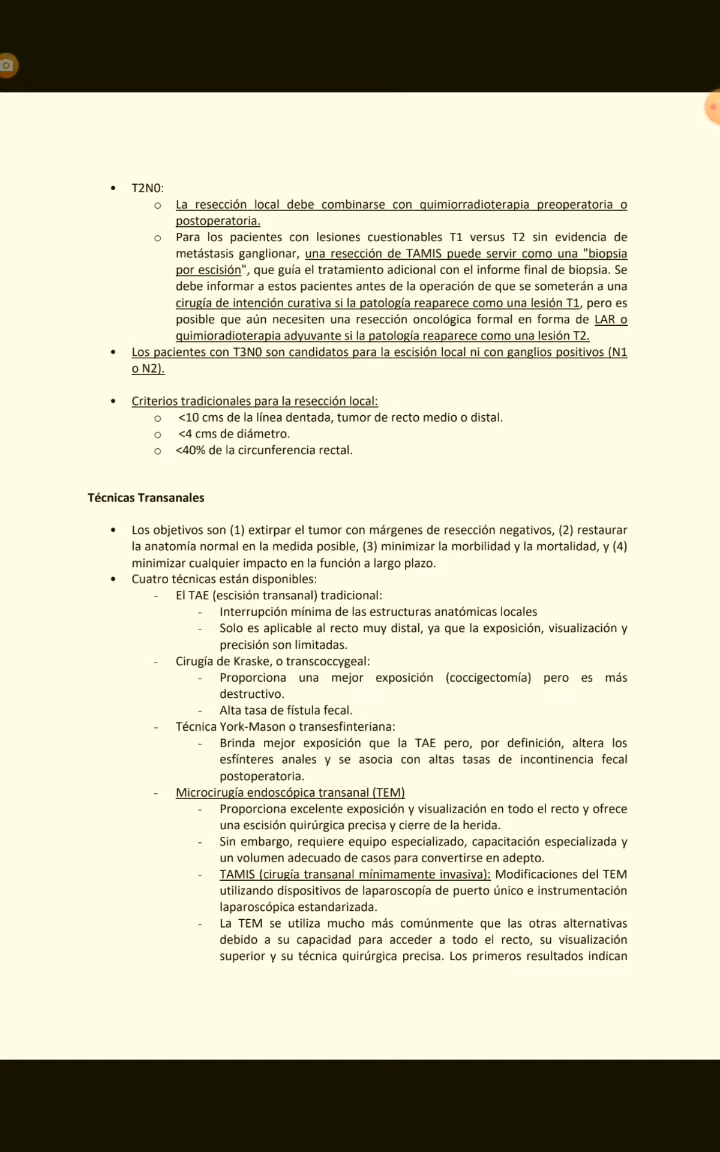 • T2N0:
o La resección local debe combinarse con quimiorradioterapia preoperatoria o
postoperatoria.
o Para los pacientes con lesiones cuestionables T1 versus T2 sin evidencia de
metástasis ganglionar, una resección de TAMIS puede servir como una "biopsia
por escisión", que guía el tratamiento adicional con el informe final de biopsia. Se
debe informar a estos pacientes antes de la operación de que se someterán a una
cirugía de intención curativa si la patología reaparece como una lesión T1, pero es
posible que aún necesiten una resección oncológica formal en forma de LAR o
quimioradioterapia adyuvante si la patología reaparece como una lesión T2.
• Los pacientes con T3N0 son candidatos para la escisión local ni con ganglios positivos (N1
o N2).
• Criterios tradicionales para la resección local:
o <10 cms de la línea dentada, tumor de recto medio o distal.
o <4 cms de diámetro.
o <40% de la circunferencia rectal.
Técnicas Transanales
• Los objetivos son (1) extirpar el tumor con márgenes de resección negativos, (2) restaurar
la anatomía normal en la medida posible, (3) minimizar la morbilidad y la mortalidad, y (4)
minimizar cualquier impacto en la función a largo plazo.
• Cuatro técnicas están disponibles:
- El TAE (escisión transanal) tradicional:
- Interrupción mínima de las estructuras anatómicas locales
- Solo es aplicable al recto muy distal, ya que la exposición, visualización y
precisión son limitadas.
- Cirugía de Kraske, o transcoccygeal:
- Proporciona una mejor exposición (coccigectomía) pero es más
destructivo.
- Alta tasa de fístula fecal.
- Técnica York-Mason o transesfinteriana:
- Brinda mejor exposición que la TAE pero, por definición, altera los
esfínteres anales y se asocia con altas tasas de incontinencia fecal
postoperatoria.
- Microcirugía endoscópica transanal (TEM)
- Proporciona excelente exposición y visualización en todo el recto y ofrece
una escisión quirúrgica precisa y cierre de la herida.
- Sin embargo, requiere equipo especializado, capacitación especializada y
un volumen adecuado de casos para convertirse en adepto.
- TAMIS (cirugía transanal mínimamente invasiva): Modificaciones del TEM
utilizando dispositivos de laparoscopía de puerto único e instrumentación
laparoscópica estandarizada.
- La TEM se utiliza mucho más comúnmente que las otras alternativas
debido a su capacidad para acceder a todo el recto, su visualización
superior y su técnica quirúrgica precisa. Los primeros resultados indican